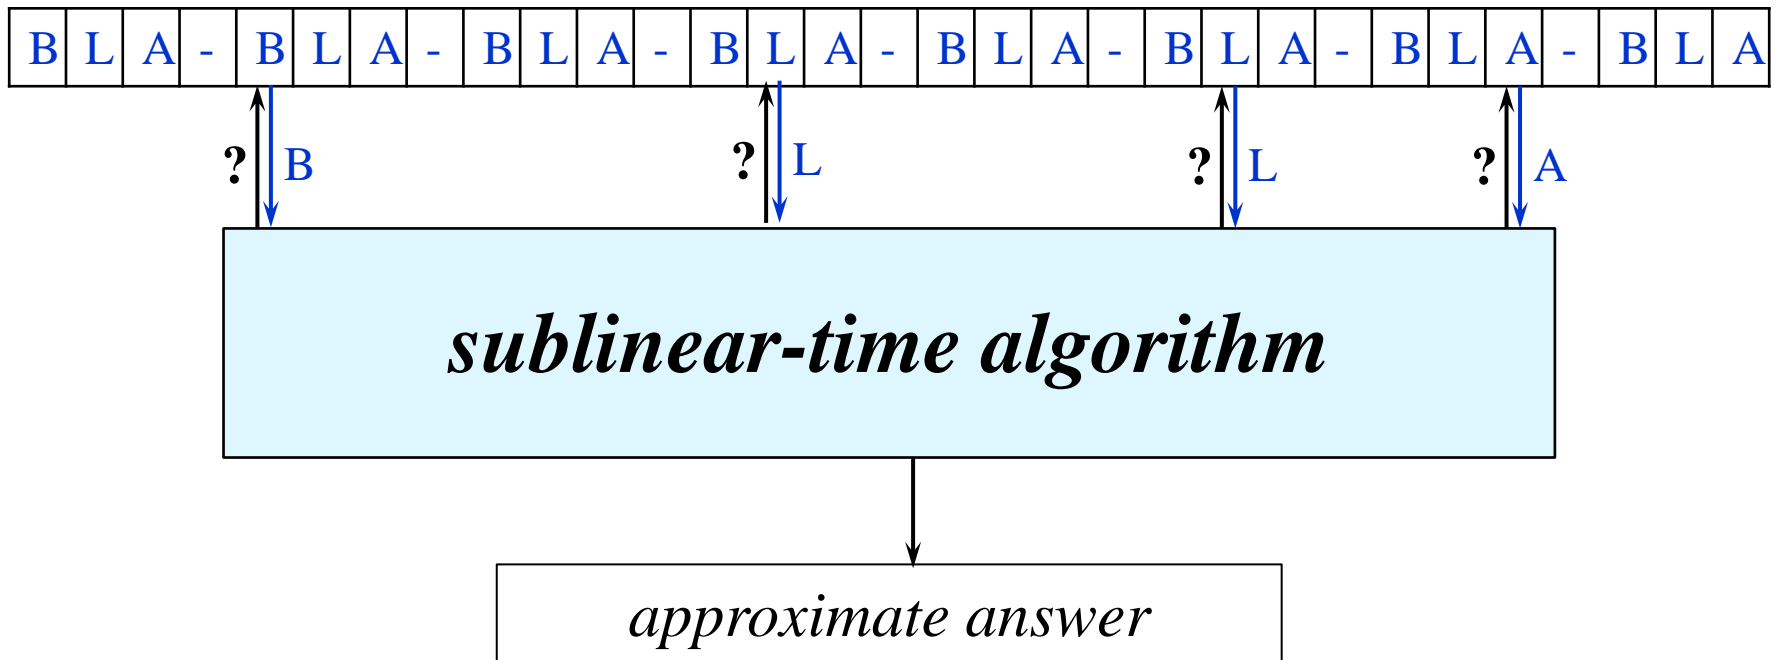 B L A - B L A - B L A - B L A - B L A - B L A - B L A - B L A
? B ? L ? L ? A
sublinear-time algorithm
approximate answer